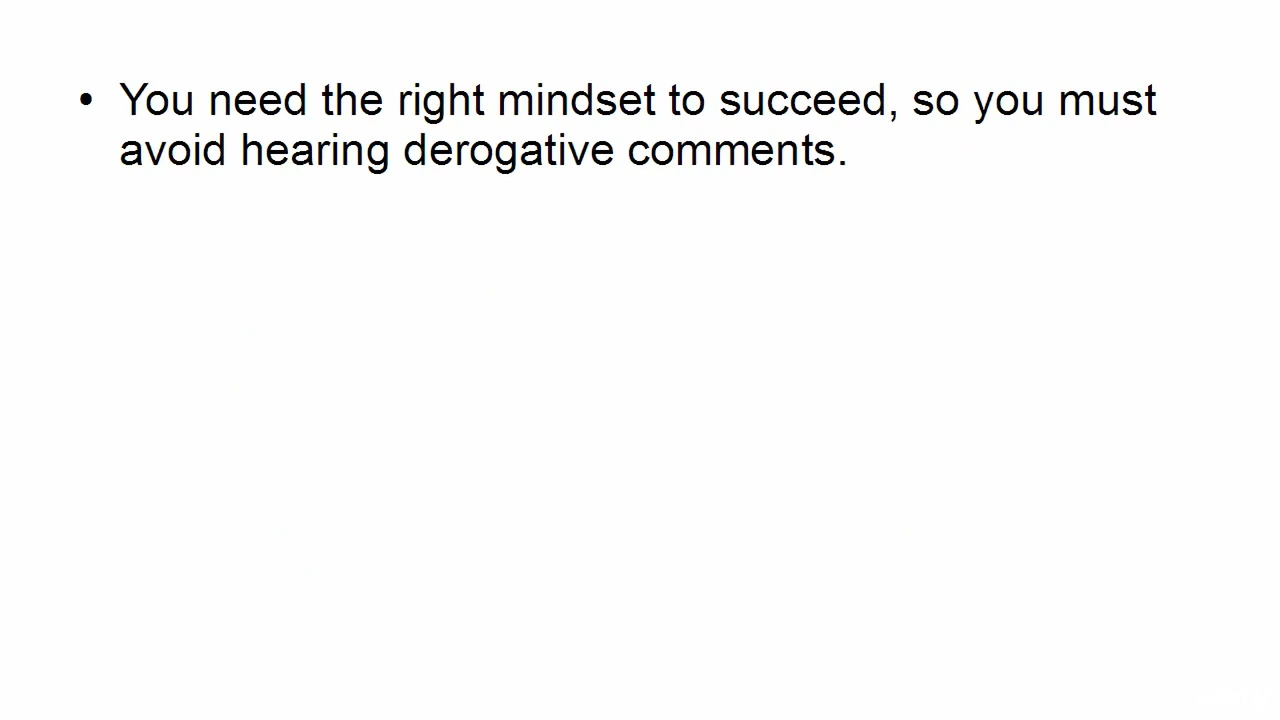 • You need the right mindset to succeed, so you must
avoid hearing derogative comments.